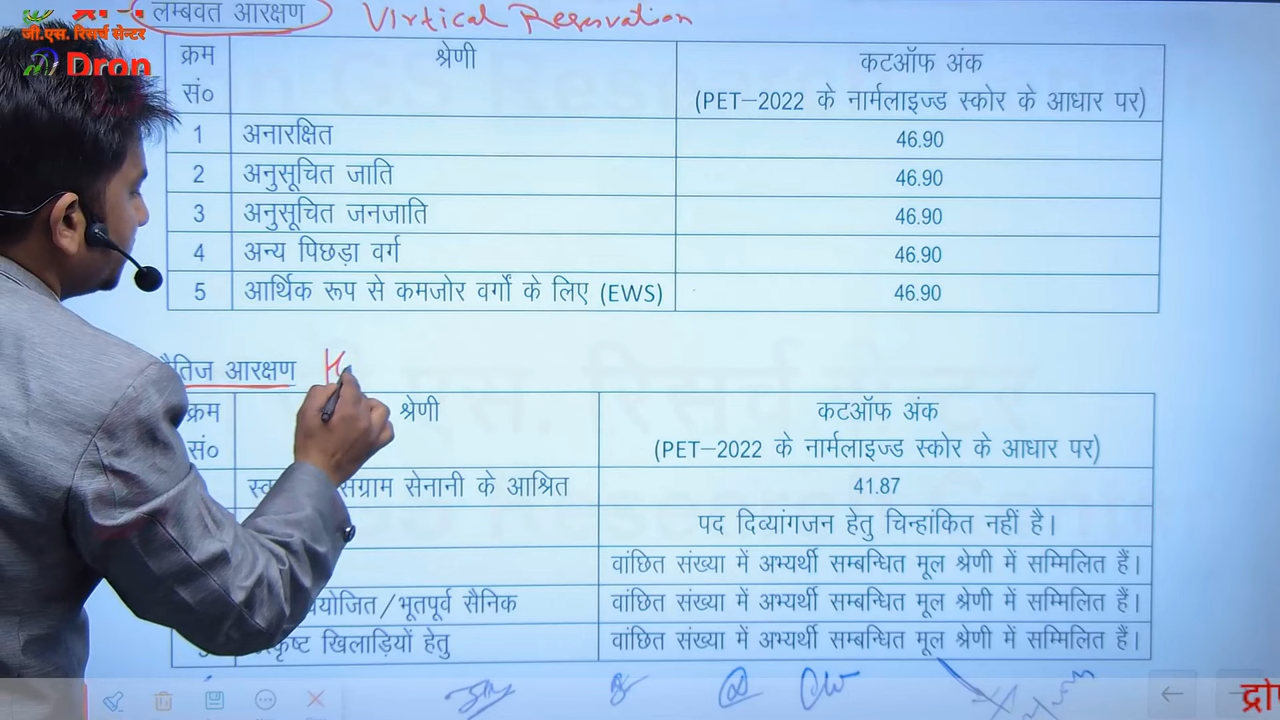 जी.एस. रिसर्च सेन्टर
Dron
लम्बवत आरक्षण Virtical Reservation
क्रम सं० श्रेणी कटऑफ अंक
(PET–2022 के नार्मलाइज्ड स्कोर के आधार पर)
1 अनारक्षित 46.90
2 अनुसूचित जाति 46.90
3 अनुसूचित जनजाति 46.90
4 अन्य पिछड़ा वर्ग 46.90
5 आर्थिक रूप से कमजोर वर्गों के लिए (EWS) 46.90
आरक्षण H
क्रम सं० श्रेणी कटऑफ अंक
(PET–2022 के नार्मलाइज्ड स्कोर के आधार पर)
संग्राम सेनानी के आश्रित 41.87
पद दिव्यांगजन हेतु चिन्हांकित नहीं है।
वांछित संख्या में अभ्यर्थी सम्बन्धित मूल श्रेणी में सम्मिलित हैं।
/भूतपूर्व सैनिक वांछित संख्या में अभ्यर्थी सम्बन्धित मूल श्रेणी में सम्मिलित हैं।
खिलाड़ियों हेतु वांछित संख्या में अभ्यर्थी सम्बन्धित मूल श्रेणी में सम्मिलित हैं।